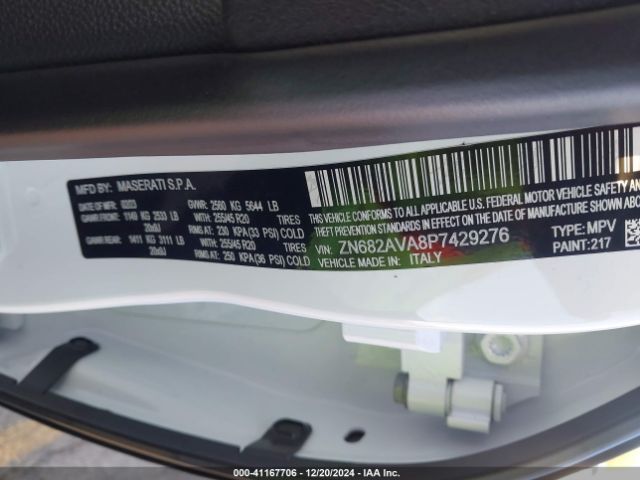 MFD BY: MASERATI S.P.A.
DATE OF MFR: 02/23 GVWR: 2560 KG 5644 LB
GAWR FRONT: 1149 KG 2533 LB WITH: 255/45 R20 TIRES
20x8J RIMS AT: 230 KPA(33 PSI) COLD
GAWR REAR: 1411 KG 3111 LB WITH: 255/45 R20 TIRES
20x8J RIMS AT: 250 KPA(36 PSI) COLD
THIS VEHICLE CONFORMS TO ALL APPLICABLE U.S. FEDERAL MOTOR VEHICLE SAFETY AND
THEFT PREVENTION STANDARDS IN EFFECT ON THE DATE OF MANUFACTURE SHOWN ABOVE.
VIN: ZN682AVA8P7429276 TYPE: MPV
VEHICLE MADE IN: ITALY PAINT: 217
000-41167706 - 12/20/2024 - IAA Inc.